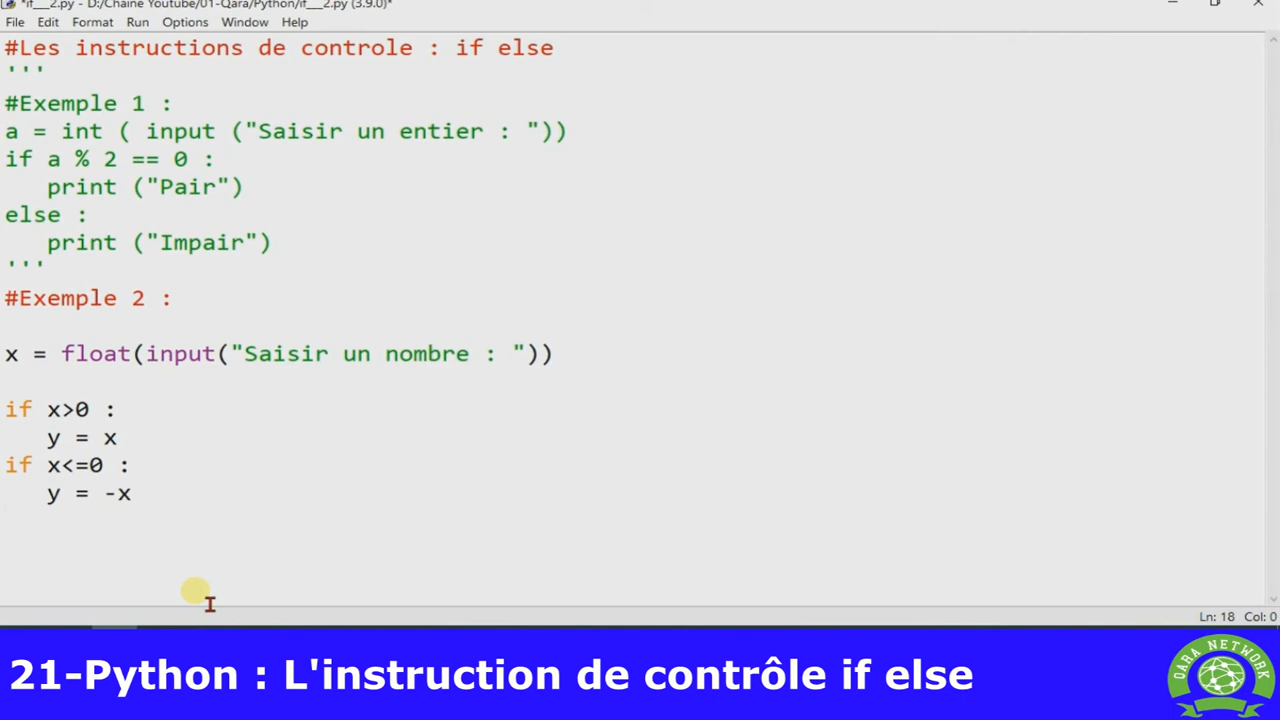 *if__2.py - D:/Chaine Youtube/01-Qara/Python/if__2.py (3.9.0)*
File Edit Format Run Options Window Help
#Les instructions de controle : if else
'''
#Exemple 1 :
a = int ( input ("Saisir un entier : "))
if a % 2 == 0 :
   print ("Pair")
else :
   print ("Impair")
'''
#Exemple 2 :
x = float(input("Saisir un nombre : "))
if x>0 :
   y = x
if x<=0 :
   y = -x
Ln: 18 Col: 0
21-Python : L'instruction de contrôle if else
QARA NETWORK